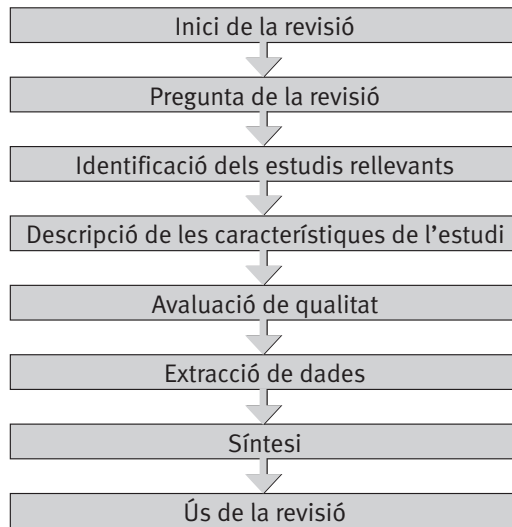 Inici de la revisió
Pregunta de la revisió
Identificació dels estudis rellevants
Descripció de les característiques de l’estudi
Avaluació de qualitat
Extracció de dades
Síntesi
Ús de la revisió